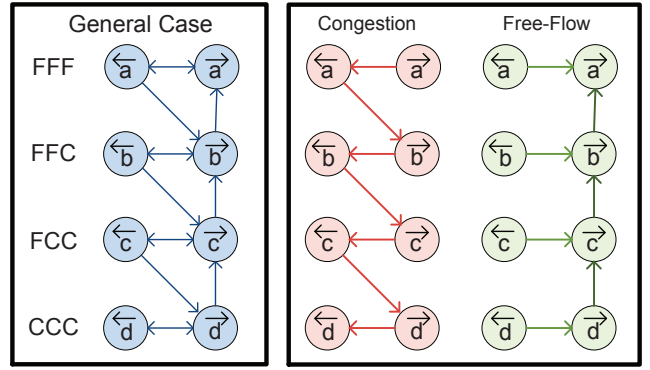 General Case
Congestion Free-Flow
FFF a a a a a a
FFC b b b b b b
FCC c c c c c c
CCC d d d d d d